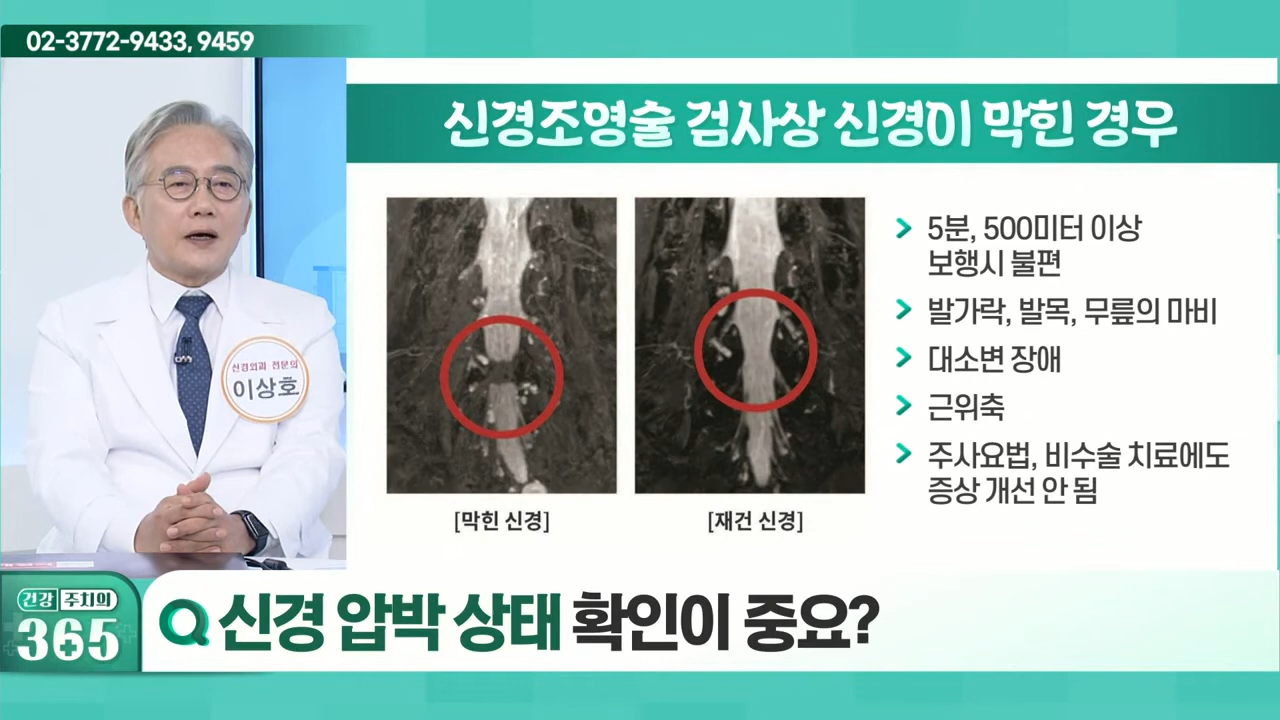 02-3772-9433, 9459
신경조영술 검사상 신경이 막힌 경우
신경외과 전문의
이상호
[막힌 신경]
[재건 신경]
5분, 500미터 이상
보행시 불편
발가락, 발목, 무릎의 마비
대소변 장애
근위축
주사요법, 비수술 치료에도
증상 개선 안 됨
건강 주치의
365
Q 신경 압박 상태 확인이 중요?